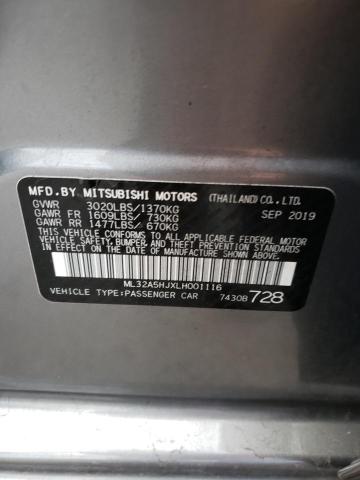 MFD.BY MITSUBISHI MOTORS (THAILAND) CO., LTD.
GVWR 3020LBS/1370KG SEP 2019
GAWR FR 1609LBS/ 730KG
GAWR RR 1477LBS/ 670KG
THIS VEHICLE CONFORMS TO ALL APPLICABLE FEDERAL MOTOR
VEHICLE SAFETY, BUMPER, AND THEFT PREVENTION STANDARDS
IN EFFECT ON THE DATE OF MANUFACTURE SHOWN ABOVE.
ML32A5HJXLH001116
VEHICLE TYPE:PASSENGER CAR 7430B 728